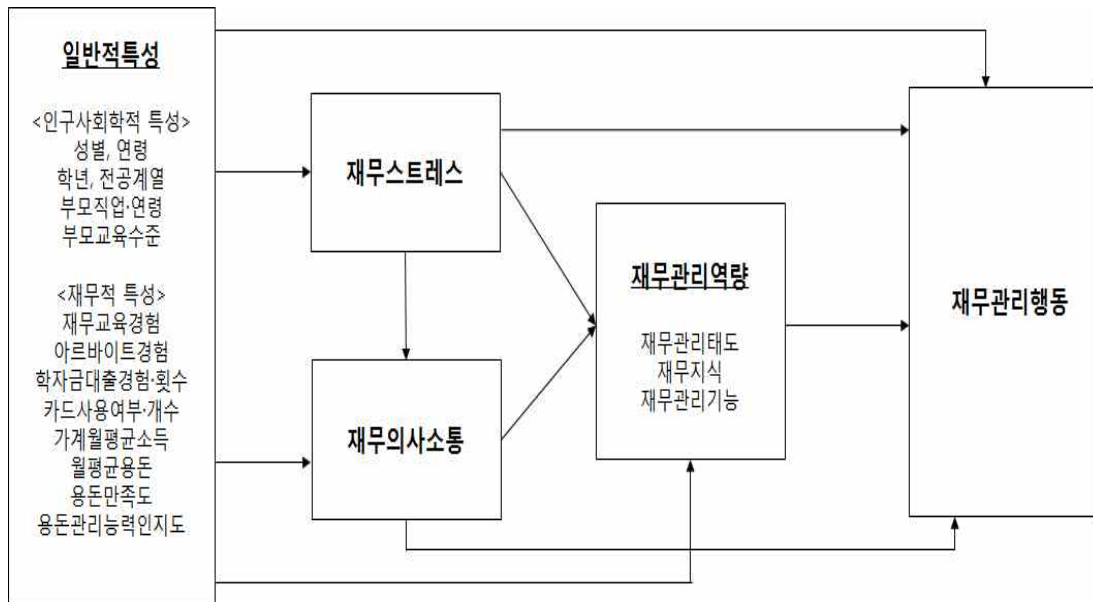 일반적특성
<인구사회학적 특성>
성별, 연령
학년, 전공계열
부모직업·연령
부모교육수준
<재무적 특성>
재무교육경험
아르바이트경험
학자금대출경험·횟수
카드사용여부·개수
가계월평균소득
월평균용돈
용돈만족도
용돈관리능력인지도
재무스트레스
재무의사소통
재무관리역량
재무관리태도
재무지식
재무관리기능
재무관리행동